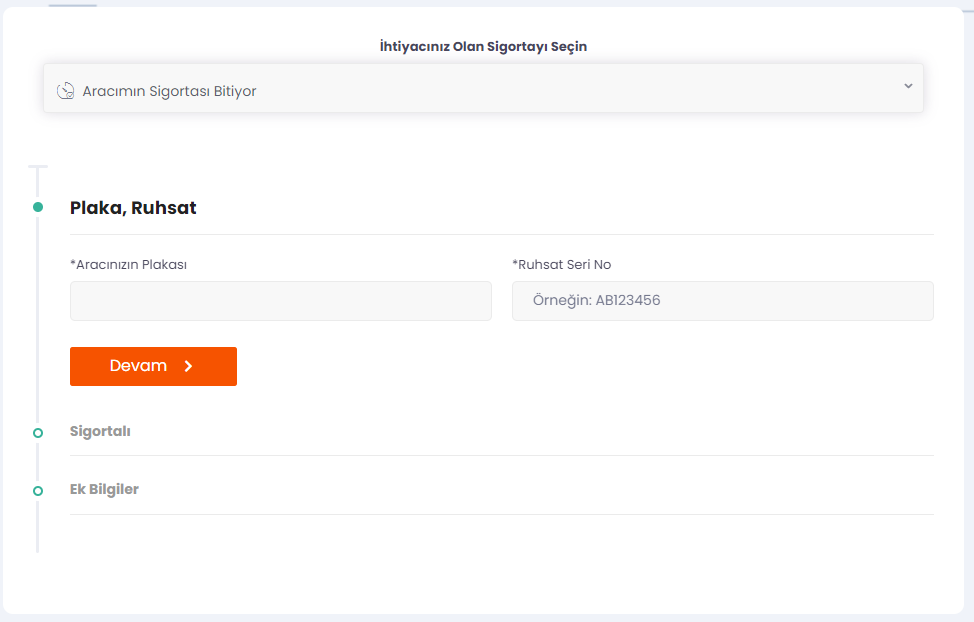 İhtiyacınız Olan Sigortayı Seçin
Aracımın Sigortası Bitiyor
Plaka, Ruhsat
*Aracınızın Plakası
*Ruhsat Seri No
Örneğin: AB123456
Devam
Sigortalı
Ek Bilgiler